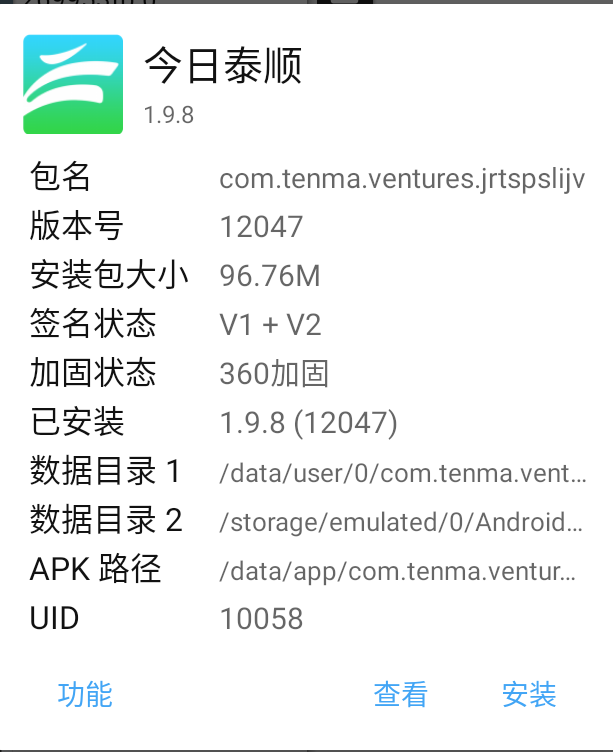 今日泰顺
1.9.8
包名 com.tenma.ventures.jrtspslijv
版本号 12047
安装包大小 96.76M
签名状态 V1 + V2
加固状态 360加固
已安装 1.9.8 (12047)
数据目录 1 /data/user/0/com.tenma.vent...
数据目录 2 /storage/emulated/0/Android...
APK 路径 /data/app/com.tenma.ventur...
UID 10058
功能 查看 安装